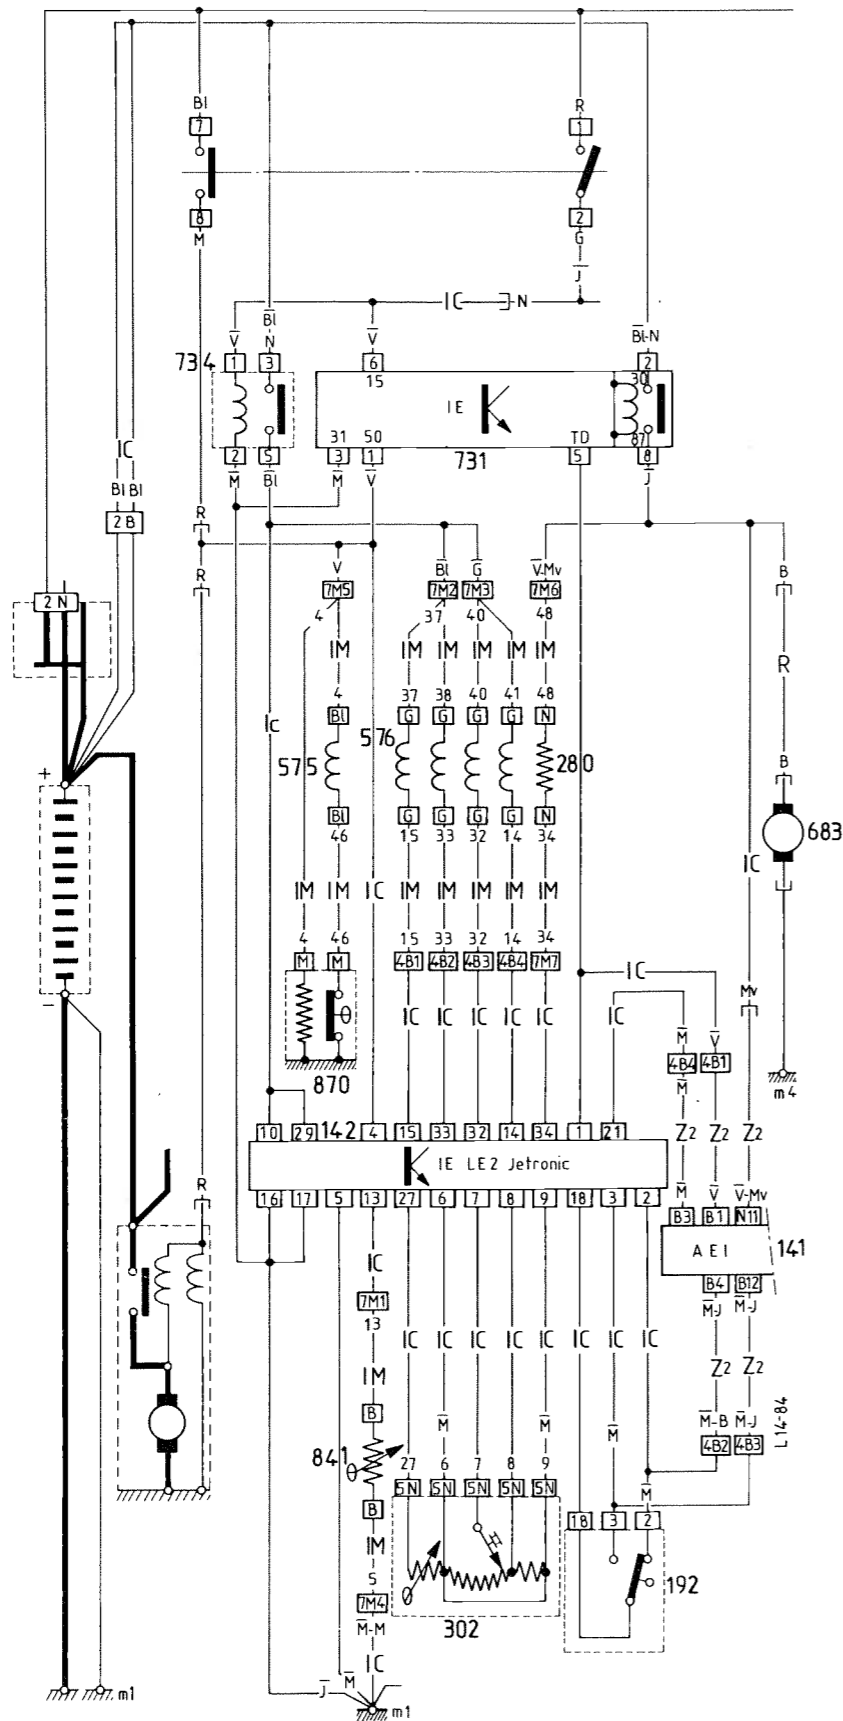 Bl R
7 1
8 2
M G
J̅
IC N
B̅l
V̅ N V̅ B̅l-N
734 1 3 6 2
15 30
IE
31 50 TD 87
2 5 3 1 731 5 8
M̅ B̅l M̅ V̅ J̅
IC
Bl Bl
2 B
R
R
V B̅l G̅ V̅-Mv B
7M5 7M2 7M3 7M6
4 37 40 48
2 N
IM IM IM IM IM IM R
4 37 38 40 41 48
Bl G G G G N
IC
575 576 280
B
Bl G G G G N
46 15 33 32 14 34
683
+
IC
IM IM IC IM IM IM IM IM
4 46 15 33 32 14 34
M M 4B1 4B2 4B3 4B4 7M7
IC
−
Mv
IC IC IC IC IC IC
M̅ V̅
4B4 4B1
M̅
870
m4
10 29 142 4 15 33 32 14 34 1 21
Z2 Z2 Z2
IE LE2 Jetronic
16 17 5 13 27 6 7 8 9 18 3 2
M̅ V̅ V̅-Mv
B3 B1 N11
R
AEI 141
B4 B12
M̅-J M̅-J
IC
7M1
13
IC IC IC IC IC IC IC IC
Z2 Z2
IM
B
M̅ M̅ M̅
M̅-B M̅-J
4B2 4B3
L14-84
841
27 6 7 8 9
5N 5N 5N 5N 5N
M̅
B
18 3 2
IM
5
7M4
M̅-M
192
302
IC
M̅
J̅
m1
m1